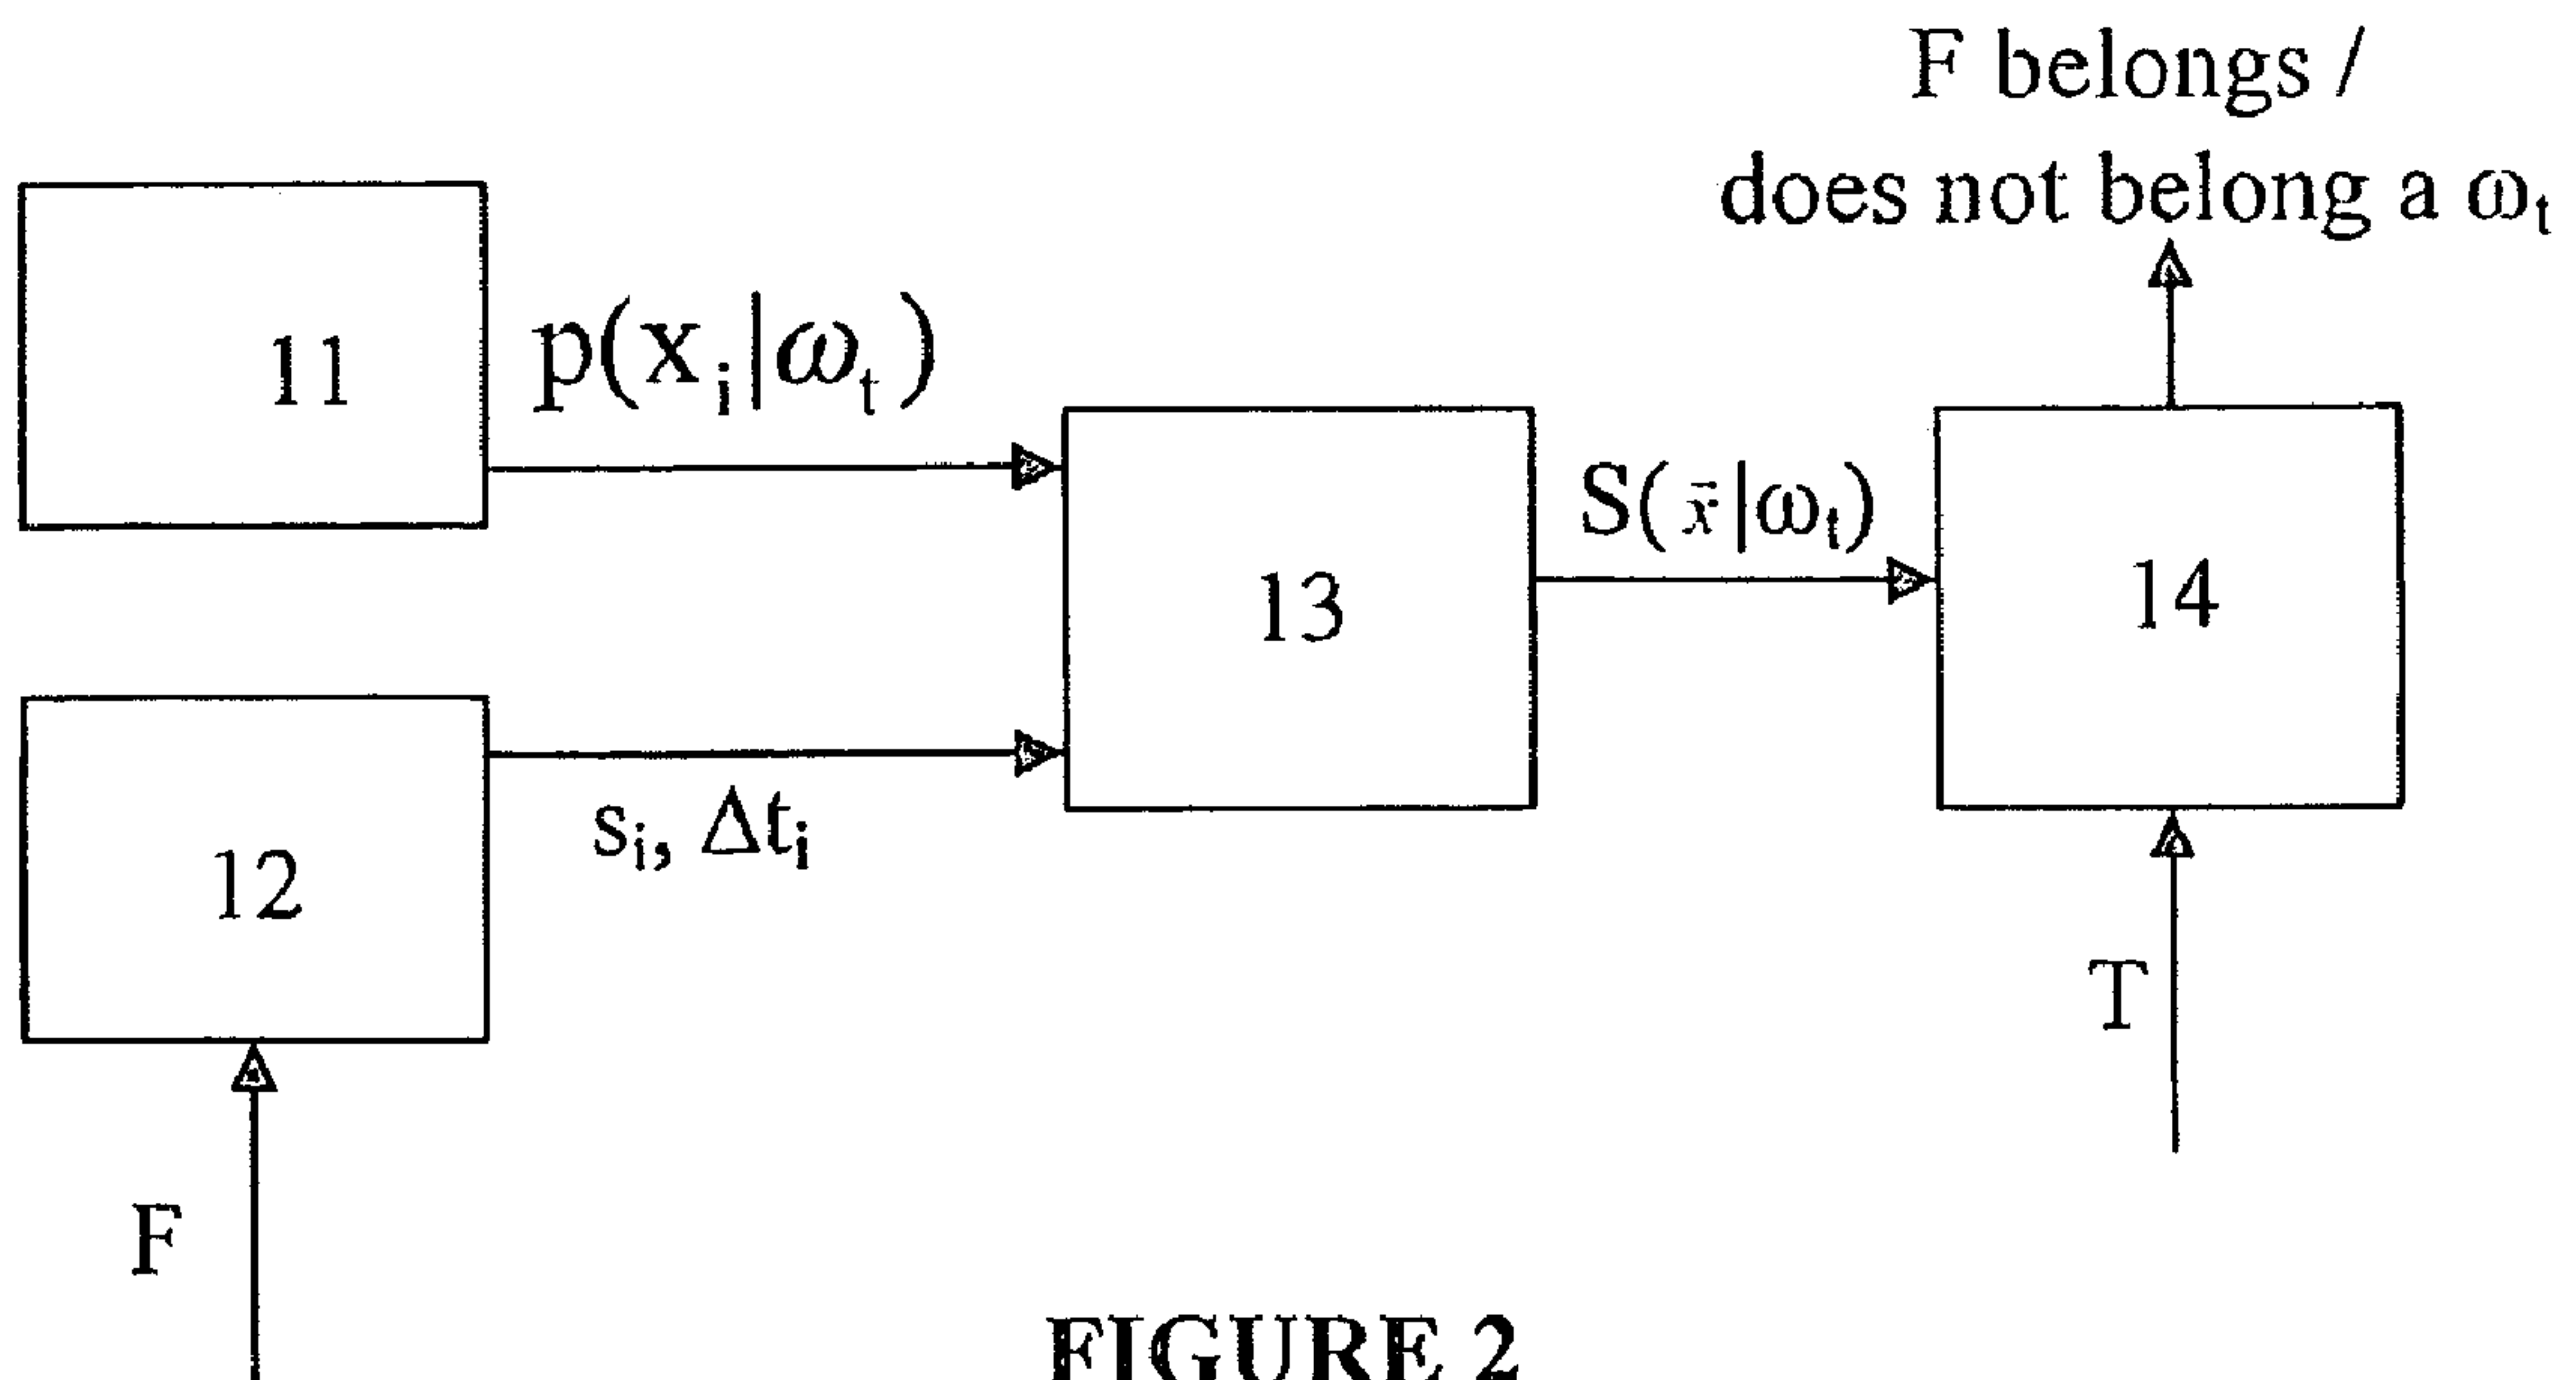 F belongs /
does not belong a ωt
11
p(xi|ωt)
S(x⃗|ωt)
13
14
si, Δti
12
T
F
FIGURE 2